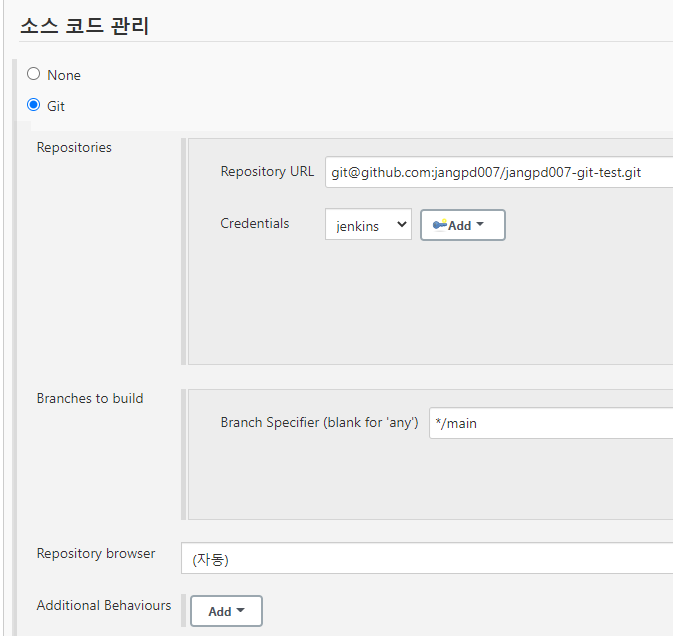 소스 코드 관리
None
Git
Repositories
Repository URL
git@github.com:jangpd007/jangpd007-git-test.git
Credentials
jenkins
Add
Branches to build
Branch Specifier (blank for 'any')
*/main
Repository browser
(자동)
Additional Behaviours
Add